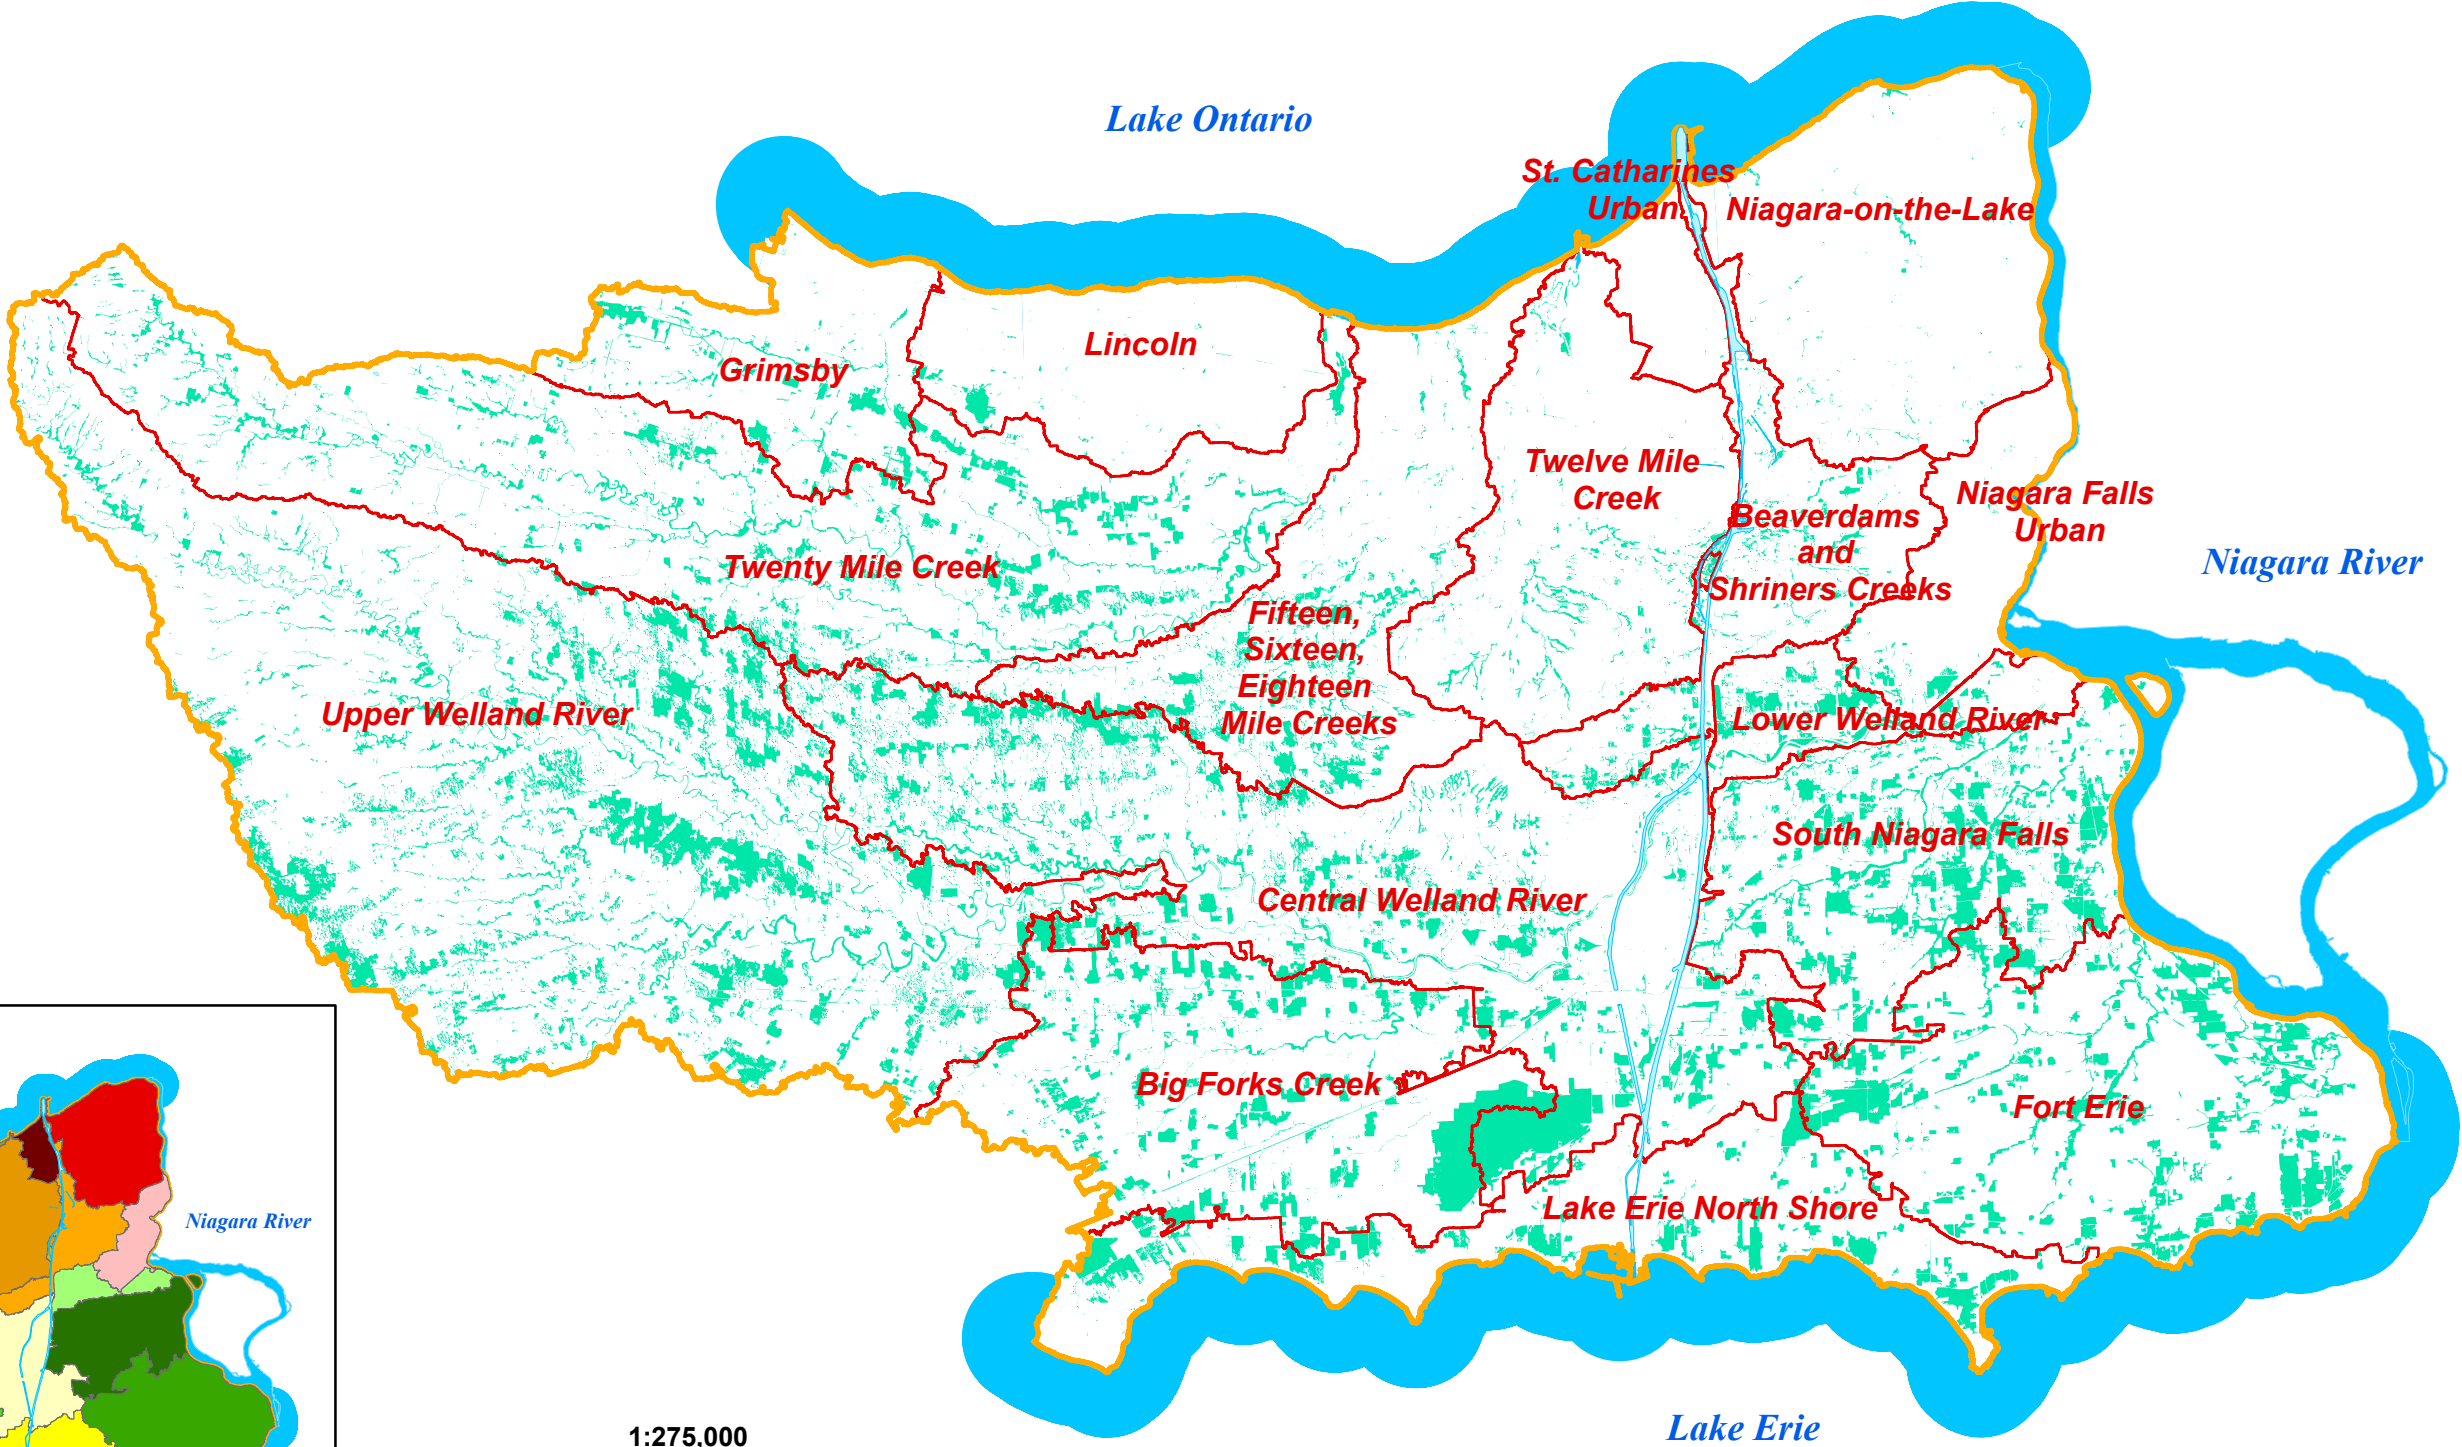 Lake Ontario
St. Catharines
Urban
Niagara-on-the-Lake
Lincoln
Grimsby
Twelve Mile
Creek
Niagara Falls
Urban
Beaverdams
and
Shriners Creeks
Niagara River
Twenty Mile Creek
Fifteen,
Sixteen,
Eighteen
Mile Creeks
Upper Welland River
Lower Welland River
South Niagara Falls
Central Welland River
Big Forks Creek
Fort Erie
Lake Erie North Shore
Niagara River
Lake Erie
1:275,000